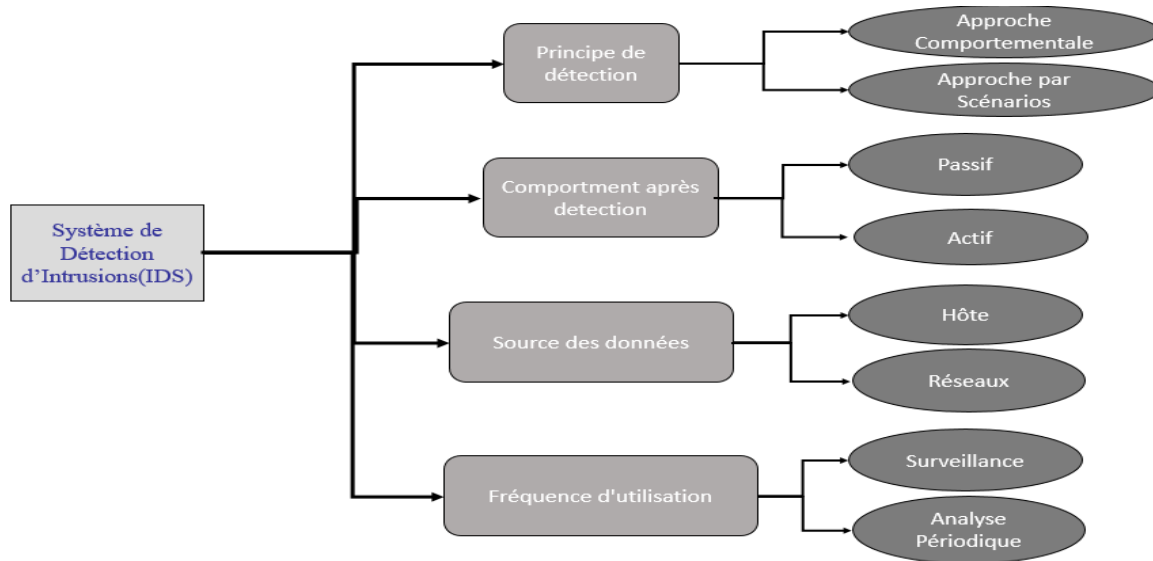 Système de
Détection
d'Intrusions(IDS)
Principe de
détection
Approche
Comportementale
Approche par
Scénarios
Comportment après
detection
Passif
Actif
Source des données
Hôte
Réseaux
Fréquence d'utilisation
Surveillance
Analyse
Périodique